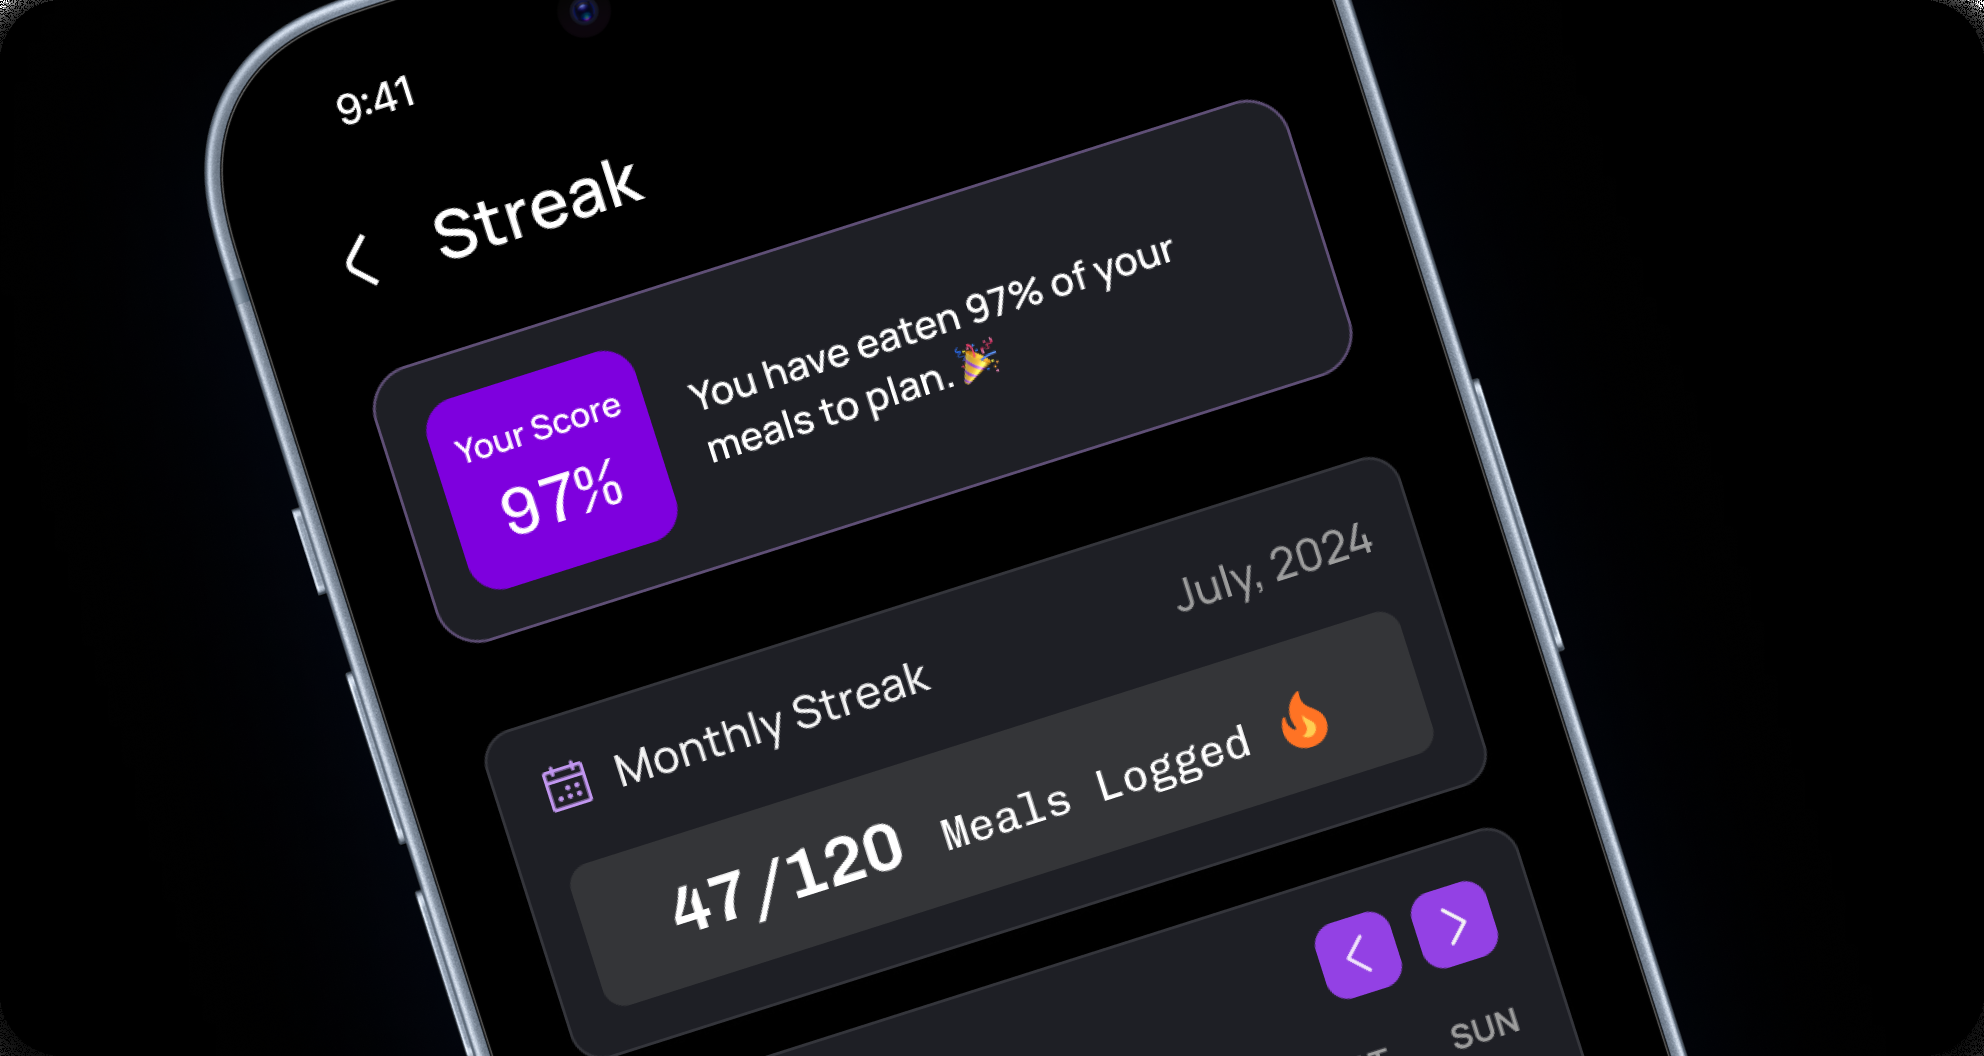 9:41
Streak
Your Score
97%
You have eaten 97% of your
meals to plan. 🎉
July, 2024
Monthly Streak
47/120 Meals Logged 🔥
SUN